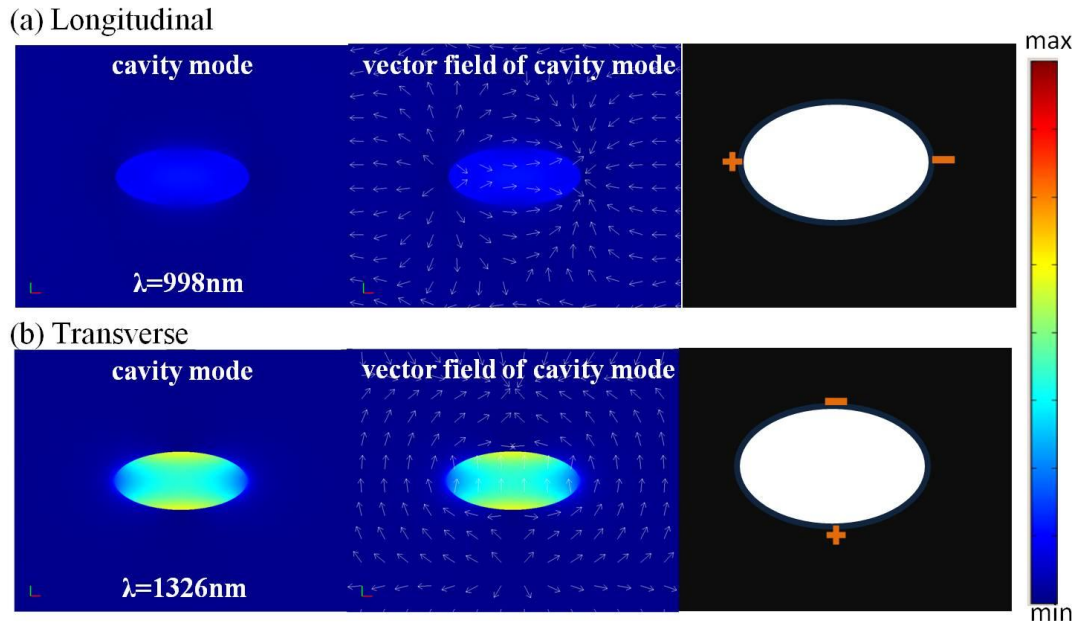 (a) Longitudinal
max
cavity mode
vector field of cavity mode
+
−
λ=998nm
(b) Transverse
cavity mode
vector field of cavity mode
−
+
λ=1326nm
min